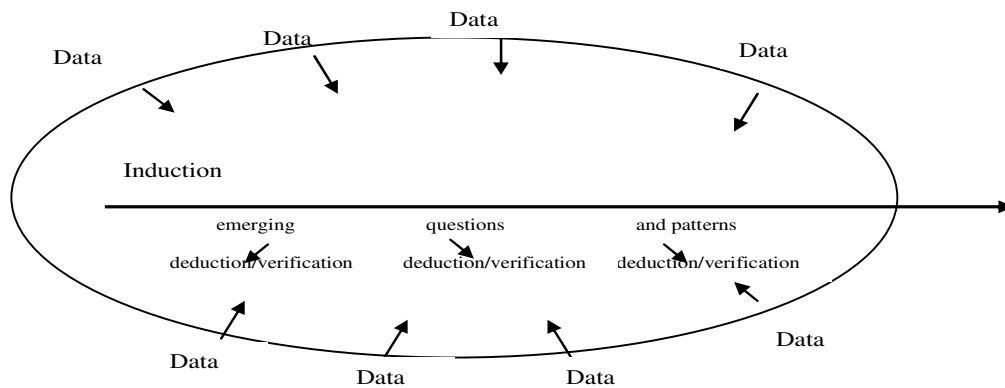 Data
Data
Data
Data
Induction
emerging questions and patterns
deduction/verification deduction/verification deduction/verification
Data
Data
Data
Data